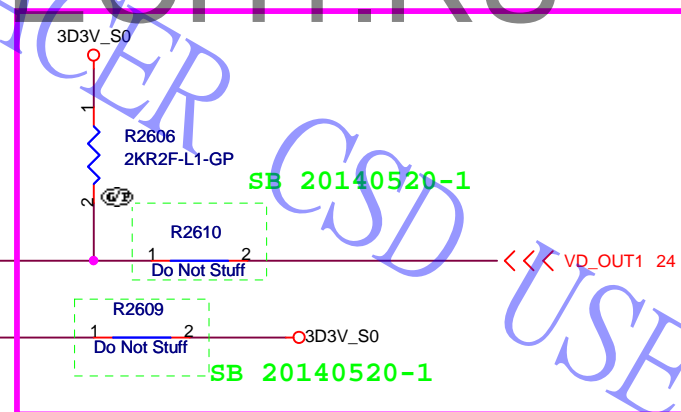 3D3V_S0
1
R2606
2KR2F-L1-GP
2
G/P
SB 20140520-1
R2610
1 2
Do Not Stuff
VD_OUT1 24
R2609
1 2
Do Not Stuff
3D3V_S0
SB 20140520-1
ACER CSD USE